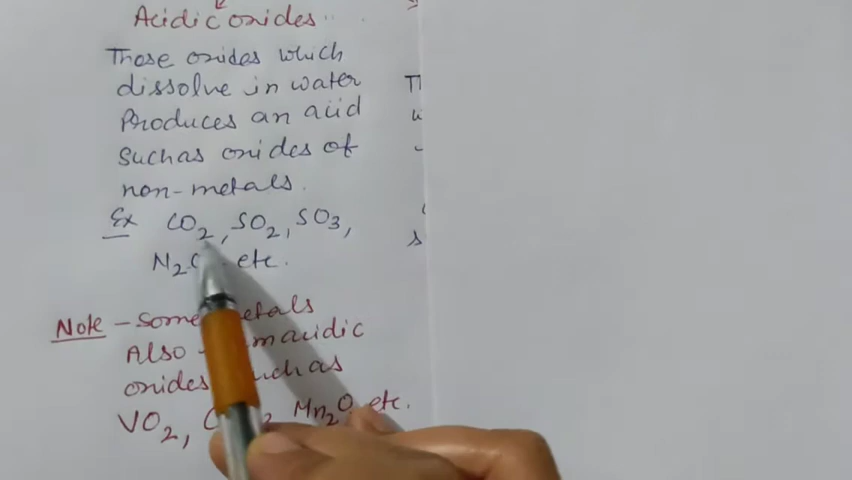 Acidic oxides
Those oxides which
dissolve in water
Produces an acid
such as oxides of
non-metals.
Ex CO2, SO2, SO3,
etc.
Note - Some
Also acidic
oxides such as
VO2, Mn2O etc.